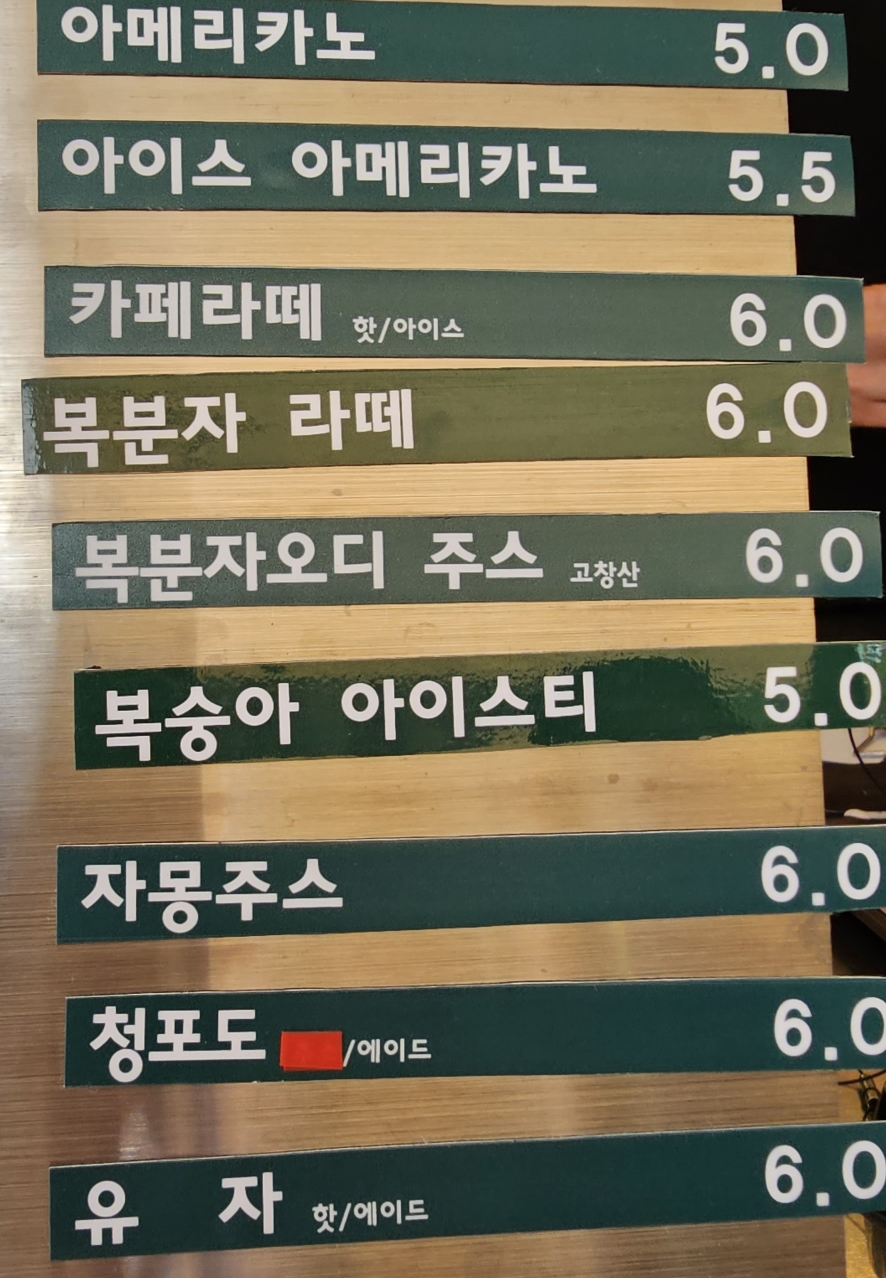 아메리카노 5.0
아이스 아메리카노 5.5
카페라떼 핫/아이스 6.0
복분자 라떼 6.0
복분자오디 주스 고창산 6.0
복숭아 아이스티 5.0
자몽주스 6.0
청포도 /에이드 6.0
유 자 핫/에이드 6.0